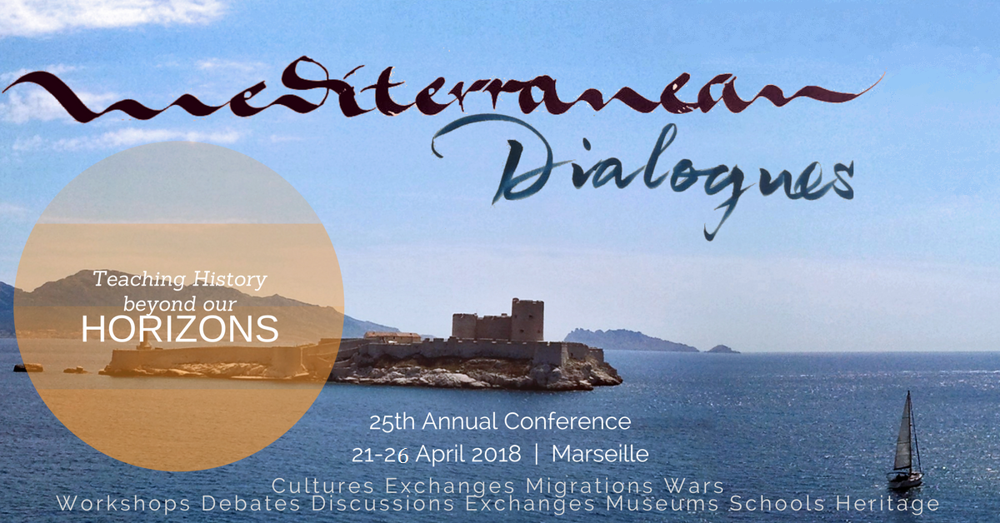 mediterranean
Dialogues
Teaching History
beyond our
HORIZONS
25th Annual Conference
21-26 April 2018 | Marseille
Cultures Exchanges Migrations Wars
Workshops Debates Discussions Exchanges Museums Schools Heritage